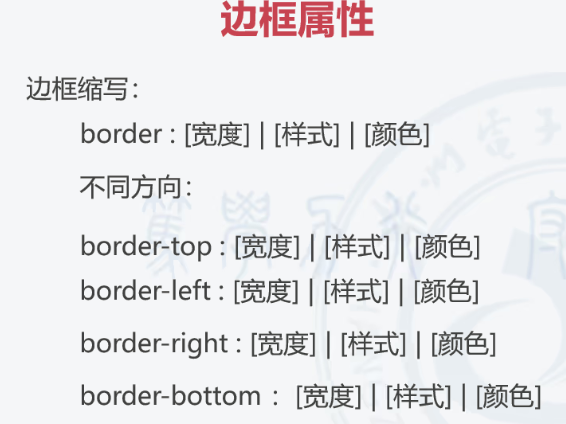 边框属性
边框缩写：
border : [宽度] | [样式] | [颜色]
不同方向：
border-top : [宽度] | [样式] | [颜色]
border-left : [宽度] | [样式] | [颜色]
border-right : [宽度] | [样式] | [颜色]
border-bottom ： [宽度] | [样式] | [颜色]